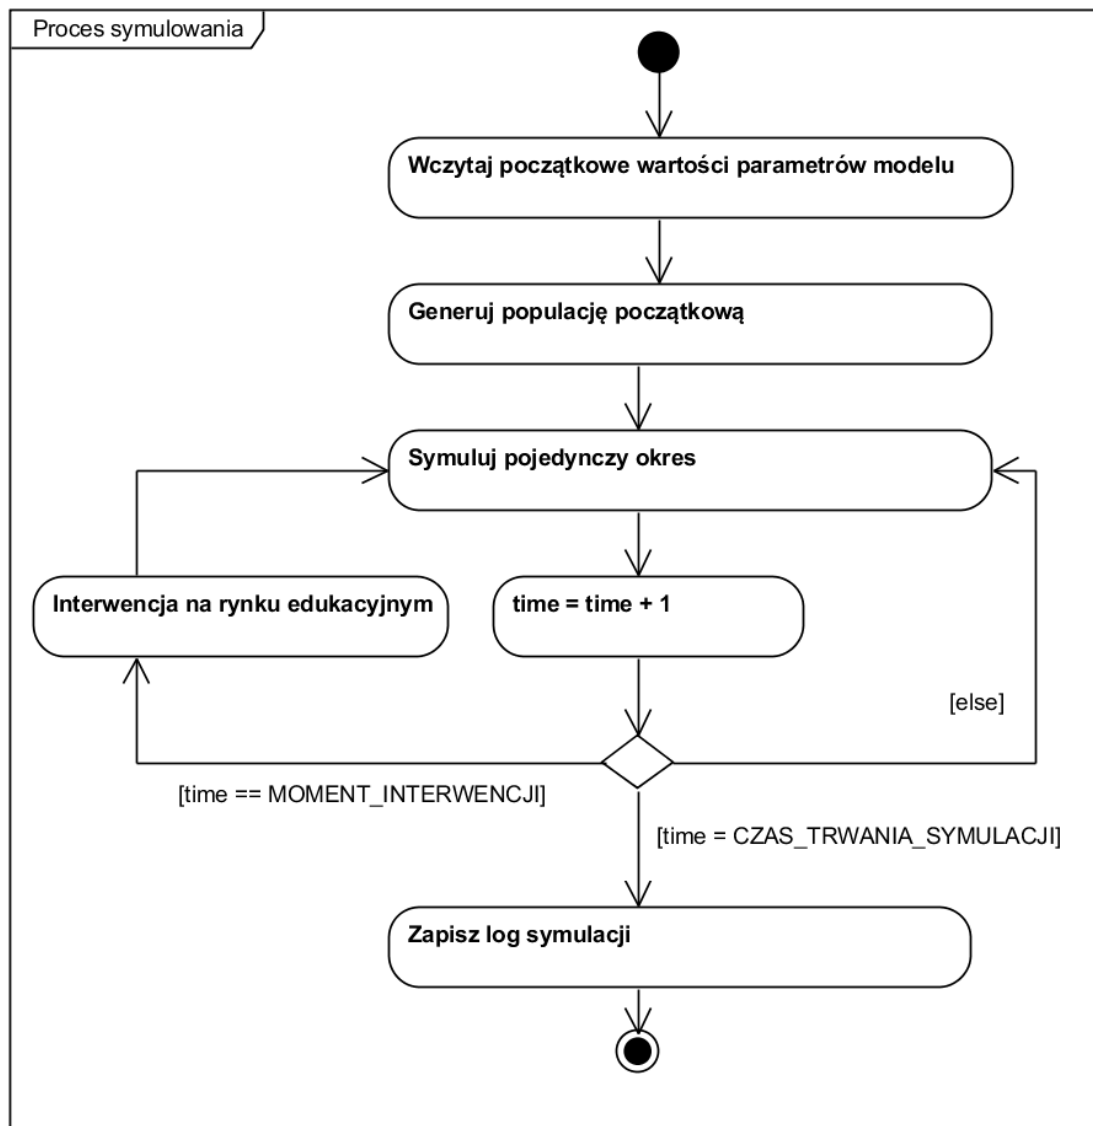 Proces symulowania
Wczytaj początkowe wartości parametrów modelu
Generuj populację początkową
Symuluj pojedynczy okres
Interwencja na rynku edukacyjnym
time = time + 1
[else]
[time == MOMENT_INTERWENCJI]
[time = CZAS_TRWANIA_SYMULACJI]
Zapisz log symulacji